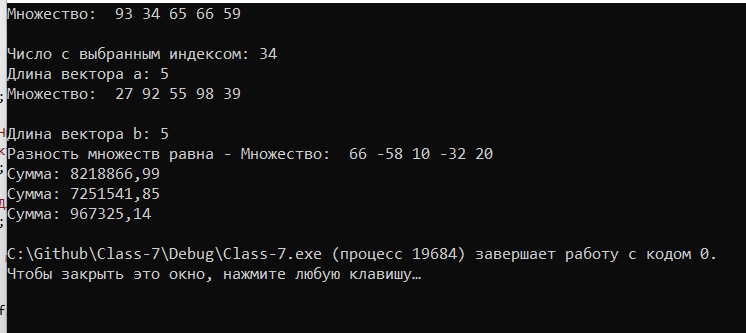 Множество:  93 34 65 66 59
Число с выбранным индексом: 34
Длина вектора a: 5
Множество:  27 92 55 98 39
Длина вектора b: 5
Разность множеств равна - Множество:  66 -58 10 -32 20
Сумма: 8218866,99
Сумма: 7251541,85
Сумма: 967325,14
C:\Github\Class-7\Debug\Class-7.exe (процесс 19684) завершает работу с кодом 0.
Чтобы закрыть это окно, нажмите любую клавишу…